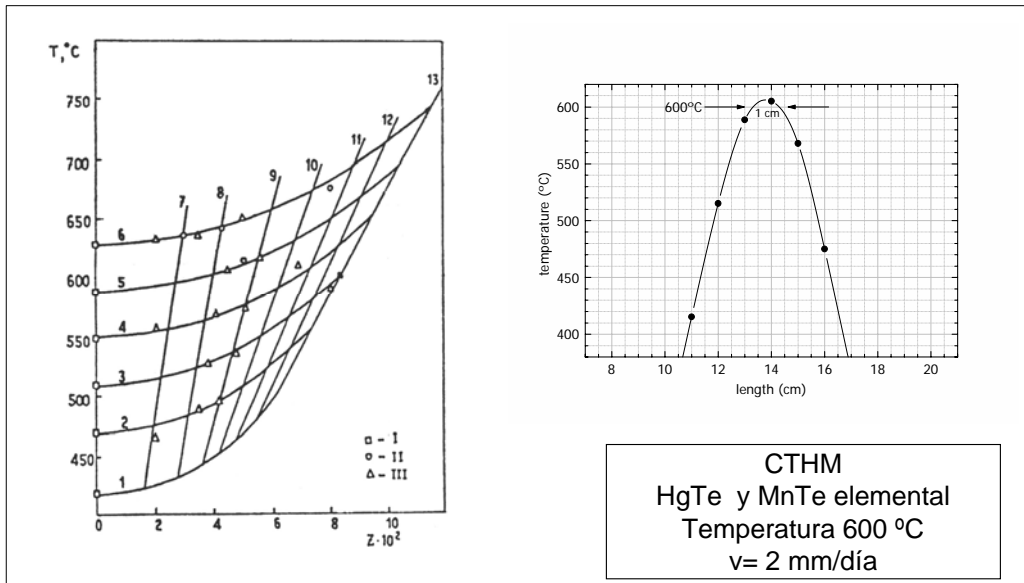 T,°C
750
700
650
600
550
500
450
0
2
4
6
8
10
Z·10²
1
2
3
4
5
6
7
8
9
10
11
12
13
□ - I
○ - II
△ - III
600
550
500
450
400
temperature (°C)
600ºC
1 cm
8
10
12
14
16
18
20
length (cm)
CTHM
HgTe y MnTe elemental
Temperatura 600 ºC
v= 2 mm/día